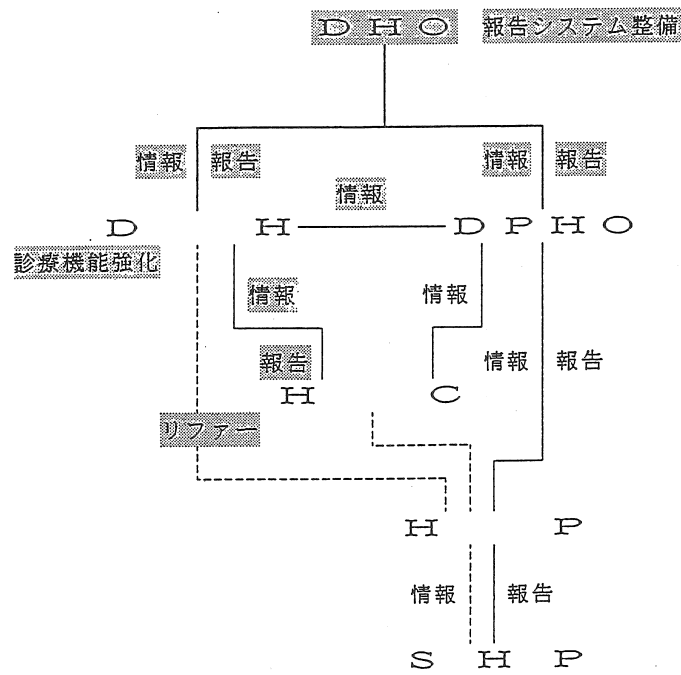 DHO 報告システム整備
情報 報告 情報 報告
情報
D H DPHO
診療機能強化
情報 情報
報告 情報 報告
H C
リファー
H P
情報 報告
S H P